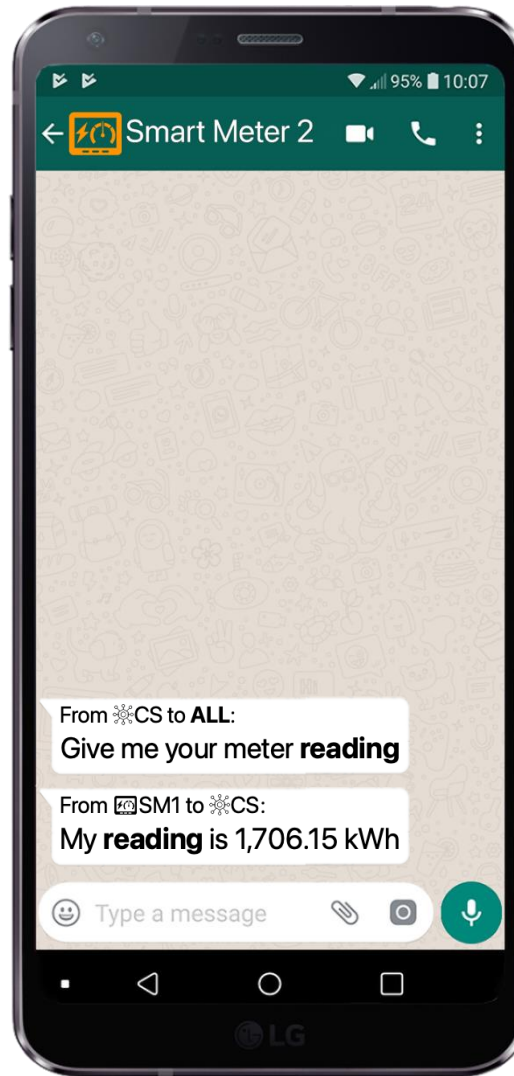 95% 10:07
Smart Meter 2
From CS to ALL:
Give me your meter reading
From SM1 to CS:
My reading is 1,706.15 kWh
Type a message
LG